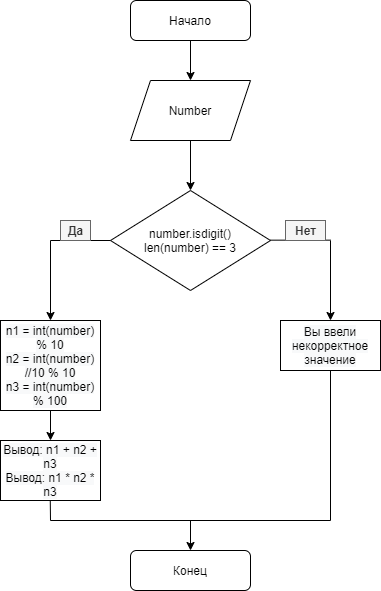 Начало
Number
number.isdigit()
len(number) == 3
Да
Нет
n1 = int(number)
% 10
n2 = int(number)
//10 % 10
n3 = int(number)
% 100
Вы ввели
некорректное
значение
Вывод: n1 + n2 +
n3
Вывод: n1 * n2 *
n3
Конец